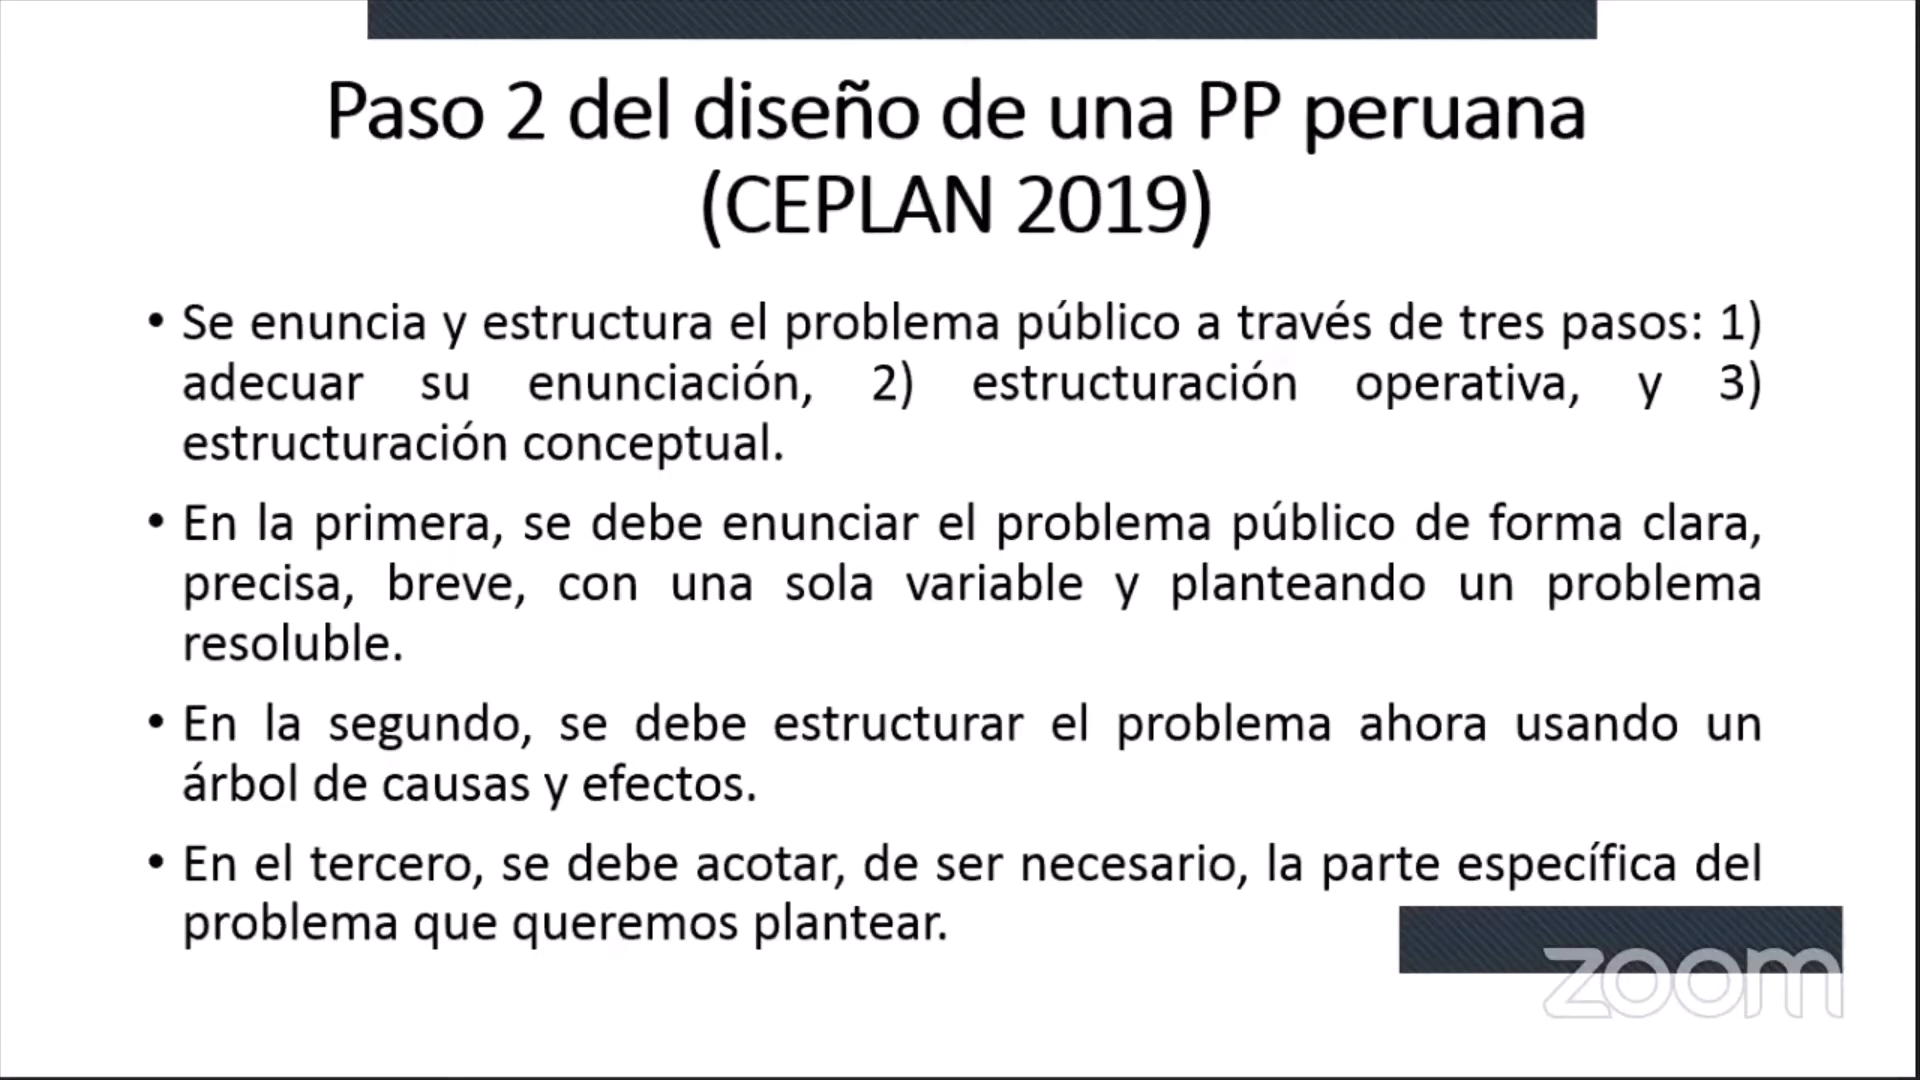 Paso 2 del diseño de una PP peruana
(CEPLAN 2019)
• Se enuncia y estructura el problema público a través de tres pasos: 1)
adecuar su enunciación, 2) estructuración operativa, y 3)
estructuración conceptual.
• En la primera, se debe enunciar el problema público de forma clara,
precisa, breve, con una sola variable y planteando un problema
resoluble.
• En la segundo, se debe estructurar el problema ahora usando un
árbol de causas y efectos.
• En el tercero, se debe acotar, de ser necesario, la parte específica del
problema que queremos plantear.
zoom